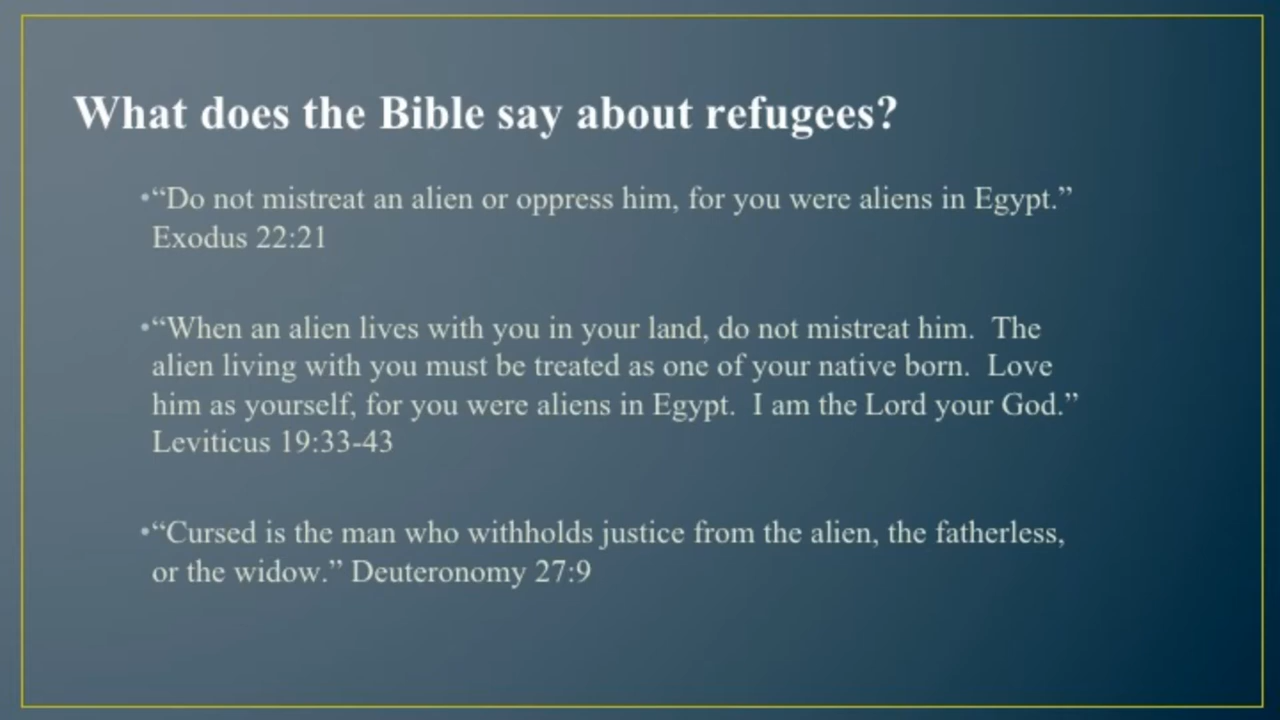 What does the Bible say about refugees?
•“Do not mistreat an alien or oppress him, for you were aliens in Egypt.”
Exodus 22:21
•“When an alien lives with you in your land, do not mistreat him.  The
alien living with you must be treated as one of your native born.  Love
him as yourself, for you were aliens in Egypt.  I am the Lord your God.”
Leviticus 19:33-43
•“Cursed is the man who withholds justice from the alien, the fatherless,
or the widow.” Deuteronomy 27:9